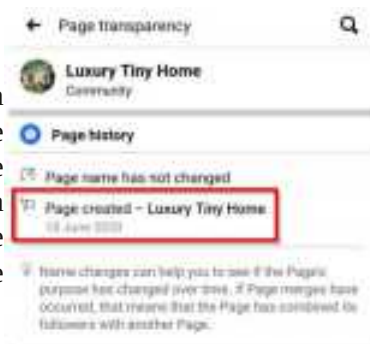 Page transparency
Luxury Tiny Home
Community
Page history
Page name has not changed
Page created – Luxury Tiny Home
June
Name changes can help you to see if the Page's
purpose has changed over time. If Page merges have
occurred, that means that the Page has combined its
followers with another Page.